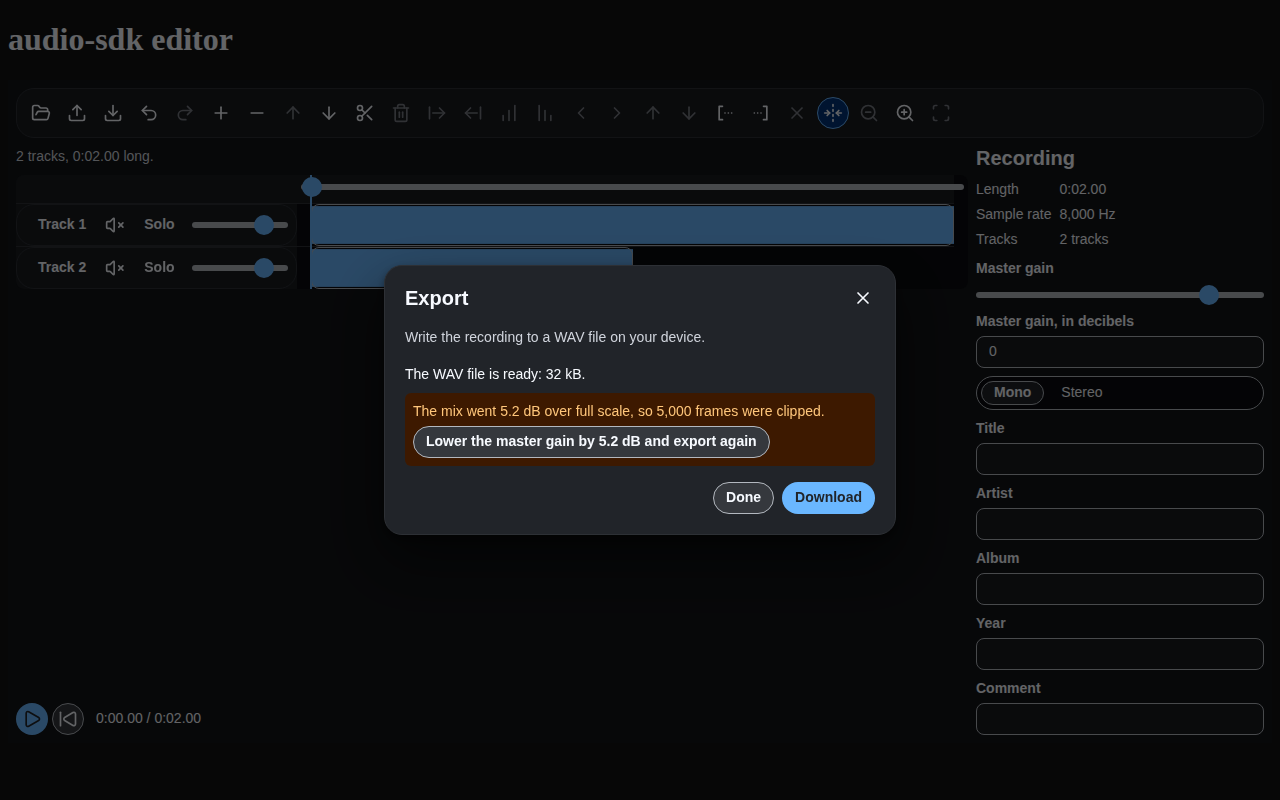 audio-sdk editor
2 tracks, 0:02.00 long.
Track 1 Solo
Track 2 Solo
Export
Write the recording to a WAV file on your device.
The WAV file is ready: 32 kB.
The mix went 5.2 dB over full scale, so 5,000 frames were clipped.
Lower the master gain by 5.2 dB and export again
Done Download
0:00.00 / 0:02.00
Recording
Length 0:02.00
Sample rate 8,000 Hz
Tracks 2 tracks
Master gain
Master gain, in decibels
0
Mono Stereo
Title
Artist
Album
Year
Comment